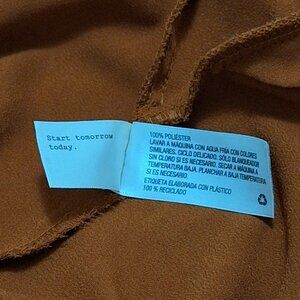 Start tomorrow
today.
100% POLIÉSTER
LAVAR A MÁQUINA CON AGUA FRÍA CON COLORES
SIMILARES. CICLO DELICADO. SÓLO BLANQUEADOR
SIN CLORO SI ES NECESARIO. SECAR A MÁQUINA A
TEMPERATURA BAJA. PLANCHAR A BAJA TEMPERATURA
SI ES NECESARIO.
ETIQUETA ELABORADA CON PLÁSTICO
100 % RECICLADO